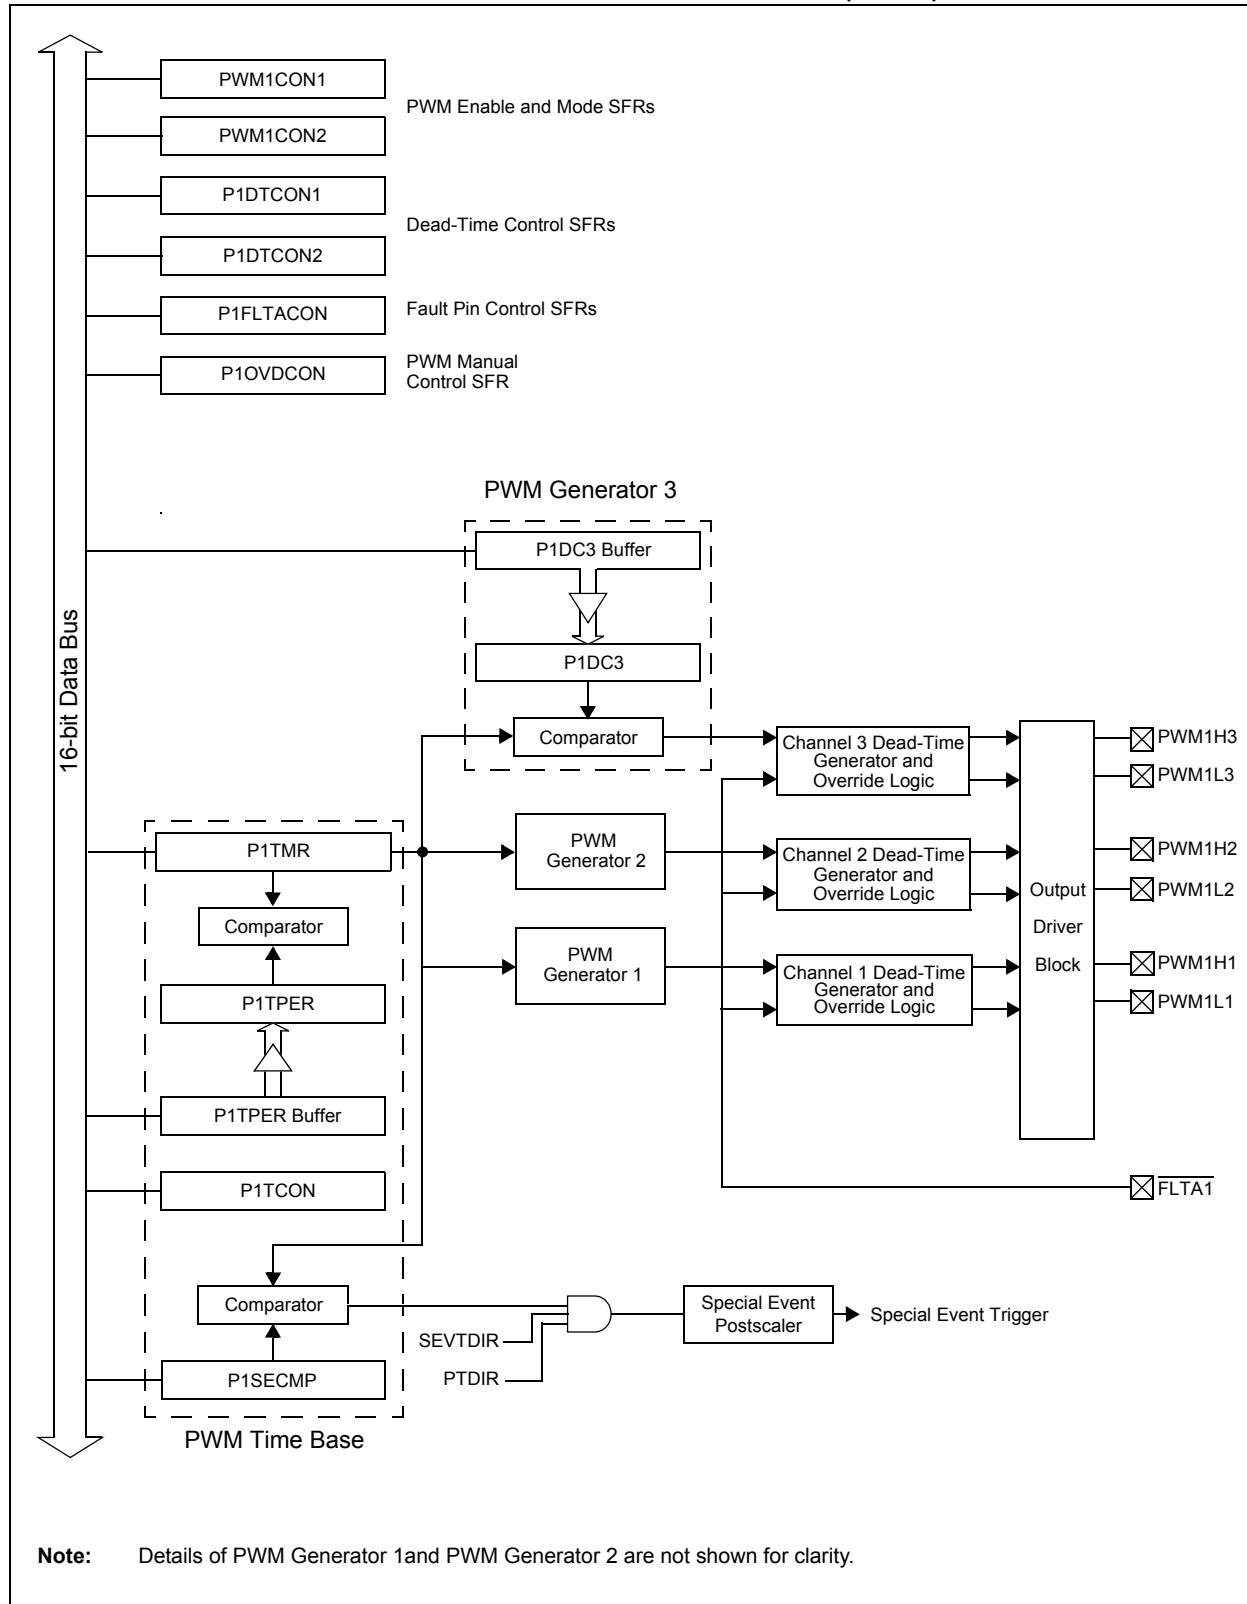 PWM1CON1
PWM Enable and Mode SFRs
PWM1CON2
P1DTCON1
Dead-Time Control SFRs
P1DTCON2
P1FLTACON
Fault Pin Control SFRs
P1OVDCON
PWM Manual
Control SFR
16-bit Data Bus
PWM Generator 3
P1DC3 Buffer
P1DC3
Comparator
Channel 3 Dead-Time
Generator and
Override Logic
PWM1H3
PWM1L3
P1TMR
PWM
Generator 2
Channel 2 Dead-Time
Generator and
Override Logic
PWM1H2
PWM1L2
Output
Driver
Block
Comparator
PWM
Generator 1
Channel 1 Dead-Time
Generator and
Override Logic
PWM1H1
PWM1L1
P1TPER
P1TPER Buffer
P1TCON
FLTA1
Comparator
SEVTDIR
PTDIR
Special Event
Postscaler
Special Event Trigger
P1SECMP
PWM Time Base
Note: Details of PWM Generator 1and PWM Generator 2 are not shown for clarity.